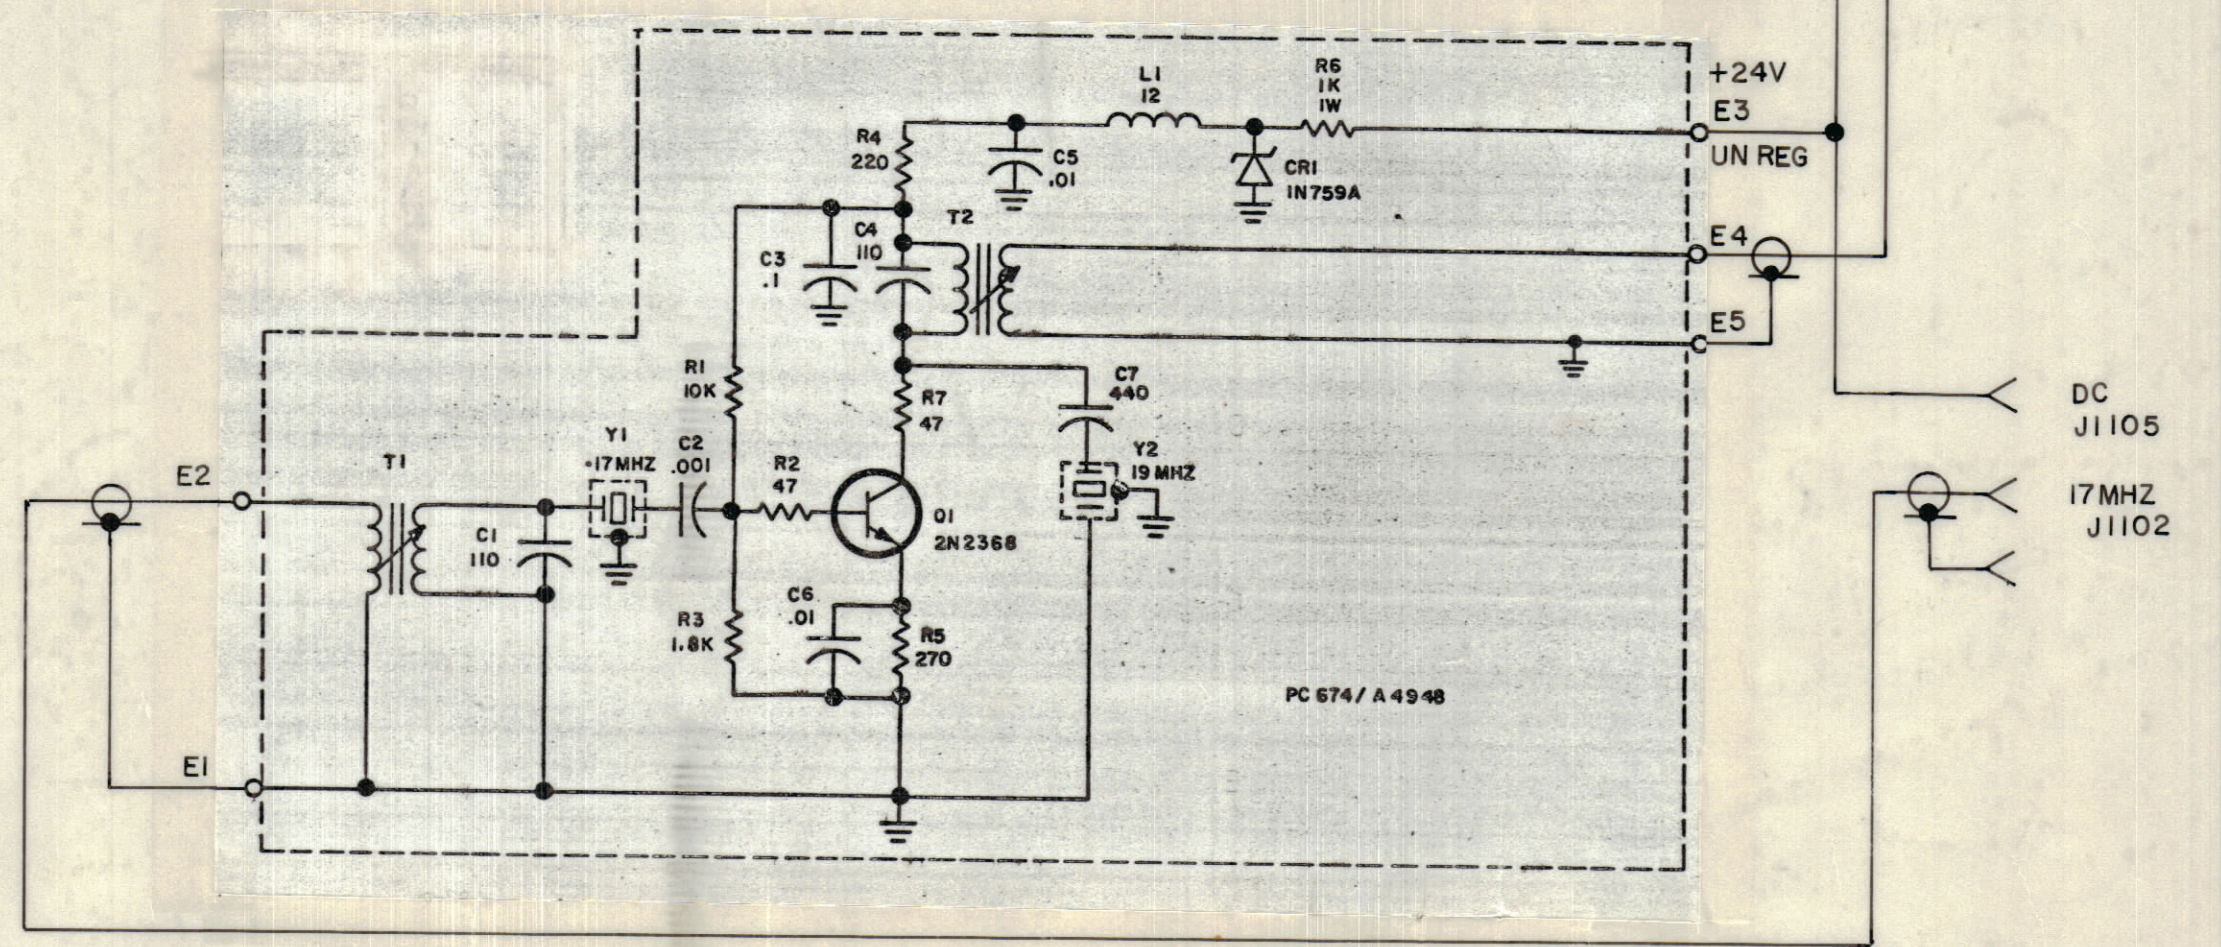 +24V
E3
UN REG
L1
12
R6
1K
1W
R4
220
C5
.01
CR1
1N759A
T2
C4
110
C3
.1
E4
E5
R1
10K
R7
47
C7
440
DC
J1105
Y1
·17MHZ
C2
.001
R2
47
Y2
19 MHZ
E2
T1
17MHZ
J1102
C1
110
Q1
2N2368
C6
.01
R3
1.8K
R5
270
PC 674/ A 4948
E1